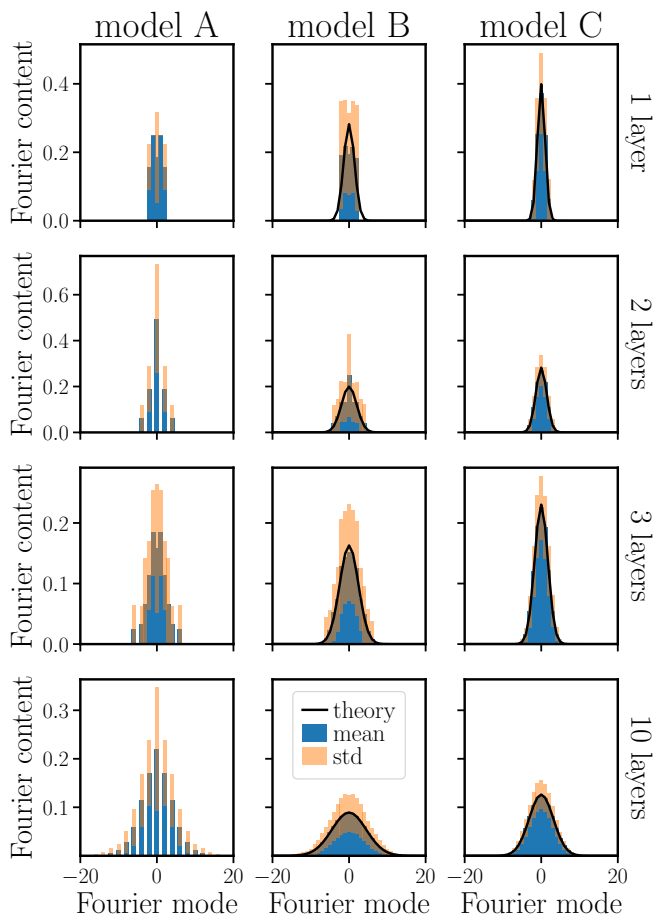 model A model B model C
Fourier content
0.4
0.2
0.0
1 layer
Fourier content
0.6
0.4
0.2
0.0
2 layers
Fourier content
0.2
0.1
0.0
3 layers
Fourier content
0.3
0.2
0.1
theory
mean
std
10 layers
−20 0 20 −20 0 20 −20 0 20
Fourier mode Fourier mode Fourier mode